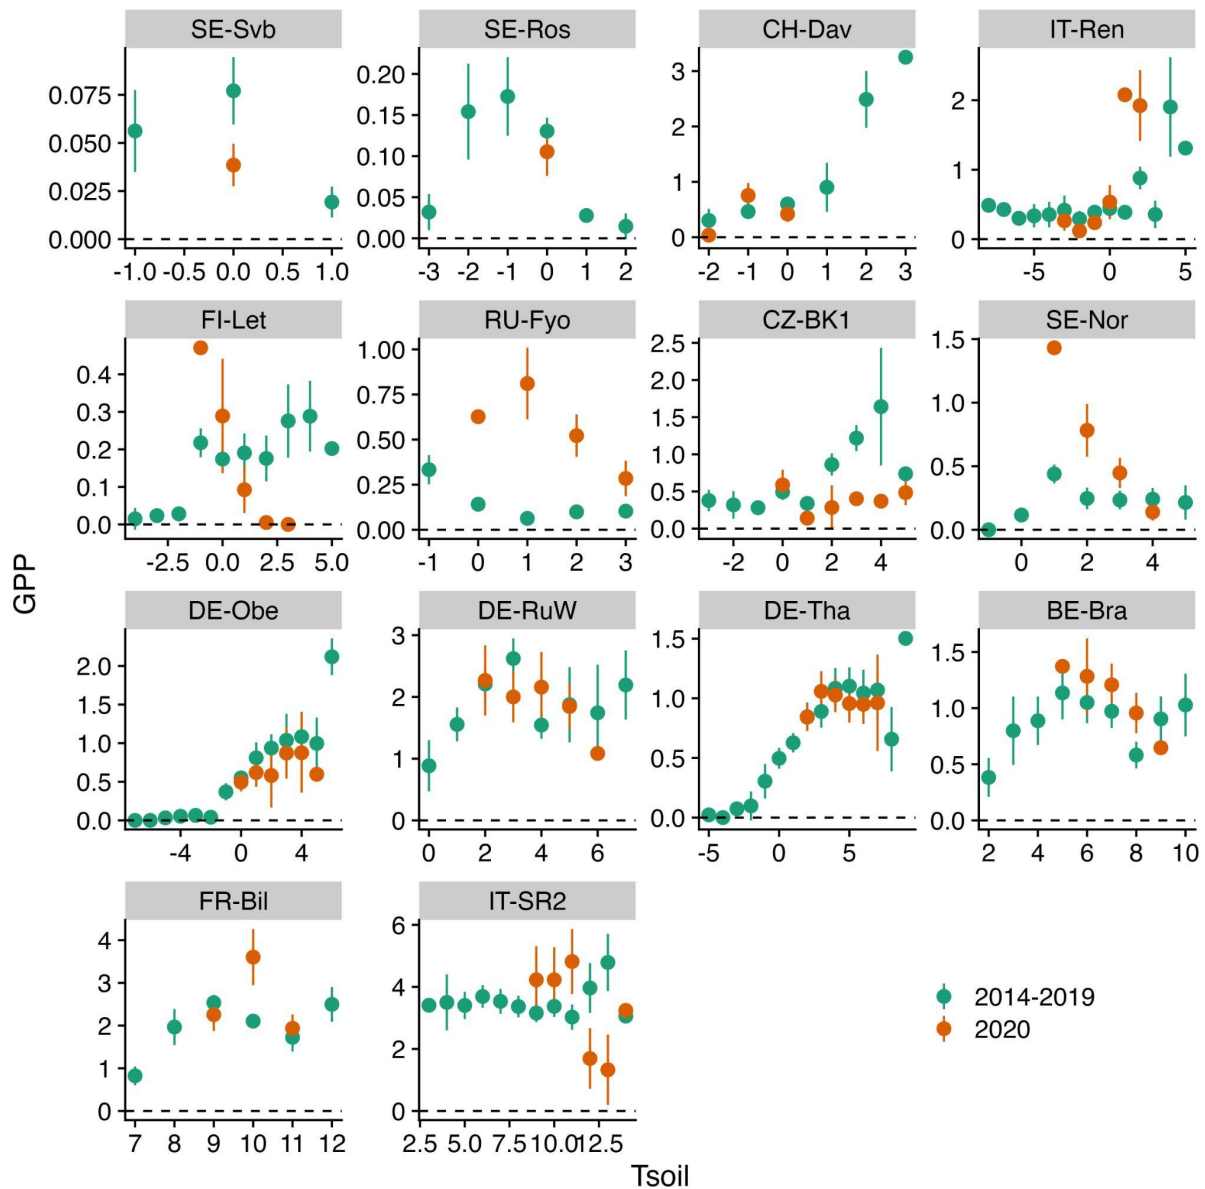 SE-Svb SE-Ros CH-Dav IT-Ren
0.075 0.050 0.025 0.000
0.20 0.15 0.10 0.05 0.00
3 2 1 0
2 1 0
-1.0 -0.5 0.0 0.5 1.0
-3 -2 -1 0 1 2
-2 -1 0 1 2 3
-5 0 5
FI-Let RU-Fyo CZ-BK1 SE-Nor
0.4 0.3 0.2 0.1 0.0
1.00 0.75 0.50 0.25 0.00
2.5 2.0 1.5 1.0 0.5 0.0
1.5 1.0 0.5 0.0
-2.5 0.0 2.5 5.0
-1 0 1 2 3
-2 0 2 4
0 2 4
GPP
DE-Obe DE-RuW DE-Tha BE-Bra
2.0 1.5 1.0 0.5 0.0
3 2 1 0
1.5 1.0 0.5 0.0
1.5 1.0 0.5 0.0
-4 0 4
0 2 4 6
-5 0 5
2 4 6 8 10
FR-Bil IT-SR2
4 3 2 1 0
6 4 2 0
7 8 9 10 11 12
2.5 5.0 7.5 10.0 12.5
2014-2019
2020
Tsoil